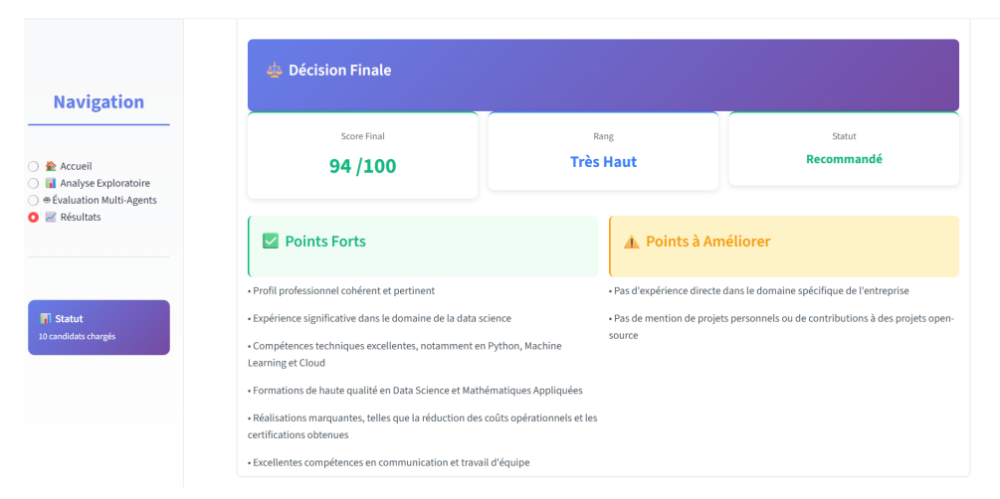 Navigation
Accueil
Analyse Exploratoire
Évaluation Multi-Agents
Résultats
Statut
10 candidats chargés
Décision Finale
Score Final
94 /100
Rang
Très Haut
Statut
Recommandé
Points Forts
• Profil professionnel cohérent et pertinent
• Expérience significative dans le domaine de la data science
• Compétences techniques excellentes, notamment en Python, Machine
Learning et Cloud
• Formations de haute qualité en Data Science et Mathématiques Appliquées
• Réalisations marquantes, telles que la réduction des coûts opérationnels et les
certifications obtenues
• Excellentes compétences en communication et travail d'équipe
Points à Améliorer
• Pas d'expérience directe dans le domaine spécifique de l'entreprise
• Pas de mention de projets personnels ou de contributions à des projets open-
source